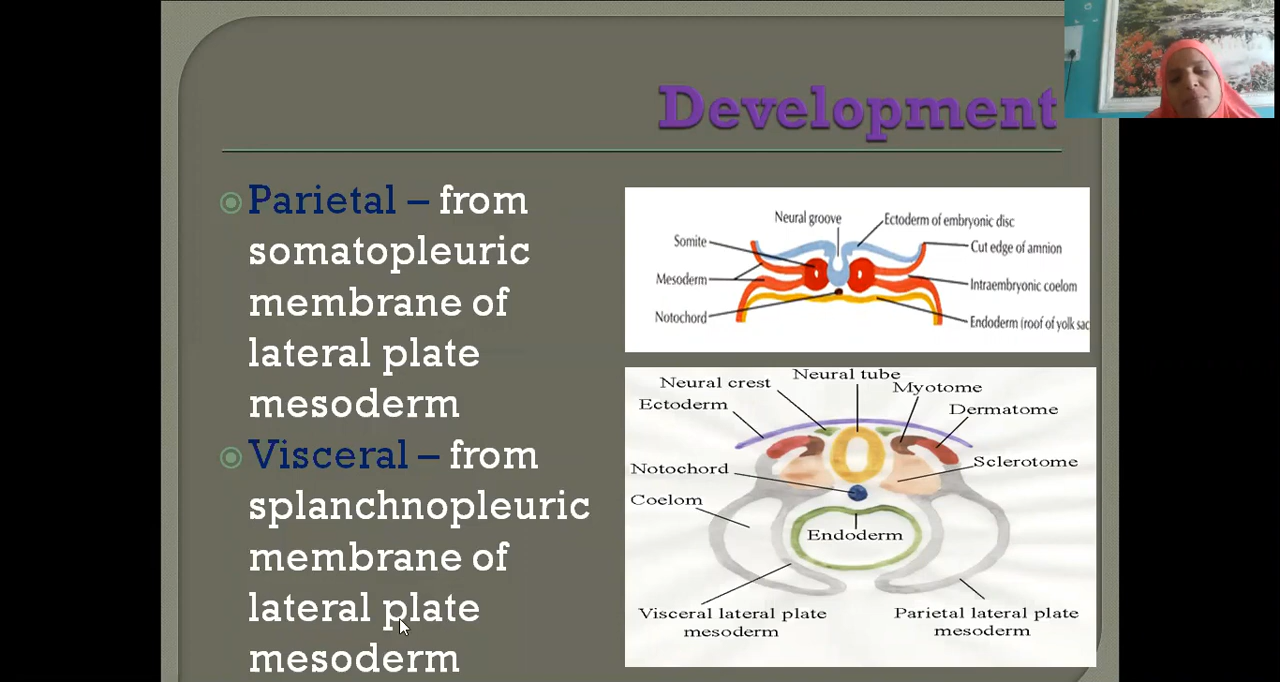 Development
Parietal – from
somatopleuric
membrane of
lateral plate
mesoderm
Visceral – from
splanchnopleuric
membrane of
lateral plate
mesoderm
Neural groove
Ectoderm of embryonic disc
Somite
Cut edge of amnion
Mesoderm
Intraembryonic coelom
Notochord
Endoderm (roof of yolk sac
Neural tube
Neural crest
Myotome
Ectoderm
Dermatome
Notochord
Sclerotome
Coelom
Endoderm
Visceral lateral plate
mesoderm
Parietal lateral plate
mesoderm